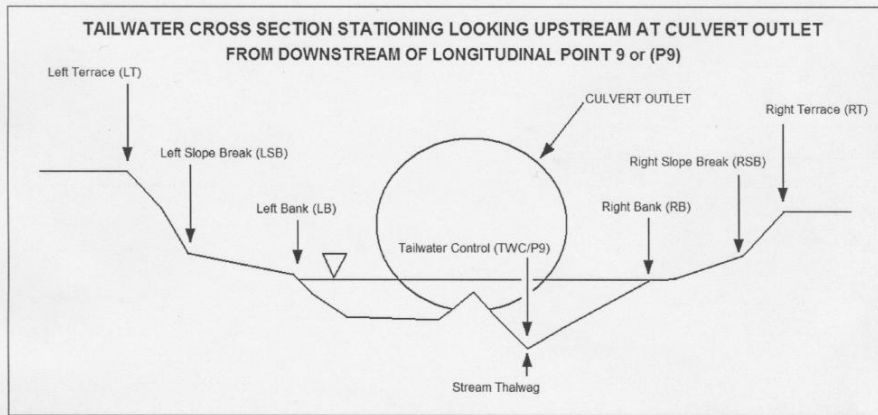 TAILWATER CROSS SECTION STATIONING LOOKING UPSTREAM AT CULVERT OUTLET
FROM DOWNSTREAM OF LONGITUDINAL POINT 9 or (P9)
Left Terrace (LT)
CULVERT OUTLET
Right Terrace (RT)
Left Slope Break (LSB)
Right Slope Break (RSB)
Left Bank (LB)
Right Bank (RB)
Tailwater Control (TWC/P9)
Stream Thalwag